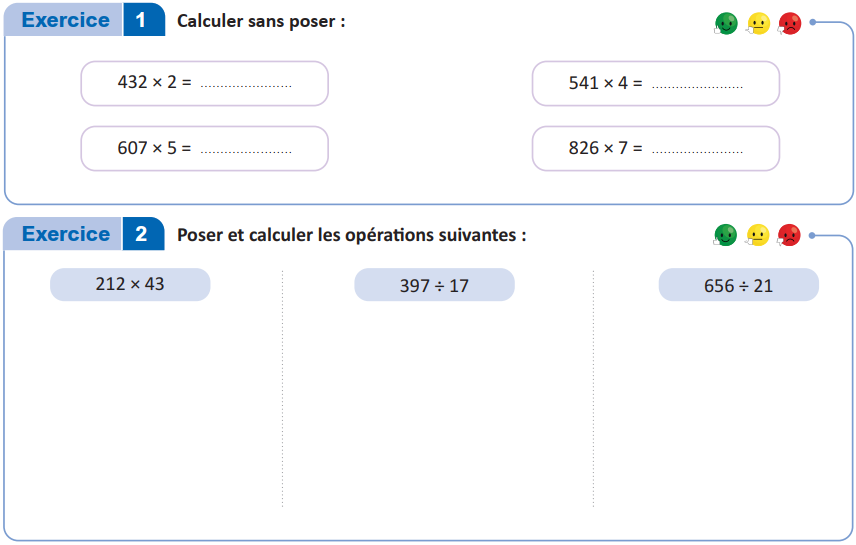 Exercice 1 Calculer sans poser :
432 × 2 = ....................... 541 × 4 = .......................
607 × 5 = ....................... 826 × 7 = .......................
Exercice 2 Poser et calculer les opérations suivantes :
212 × 43 397 ÷ 17 656 ÷ 21